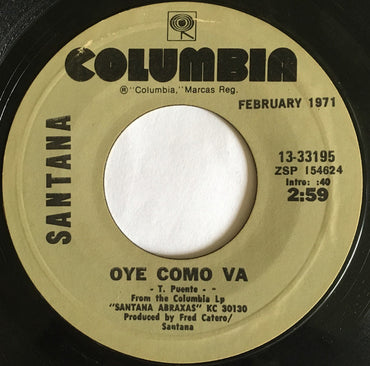 COLUMBIA
®"Columbia," Marcas Reg.
FEBRUARY 1971
SANTANA
13-33195
ZSP 154624
Intro: :40
2:59
OYE COMO VA
- T. Puente - -
From the Columbia Lp
"SANTANA ABRAXAS" KC 30130
Produced by Fred Catero/
Santana